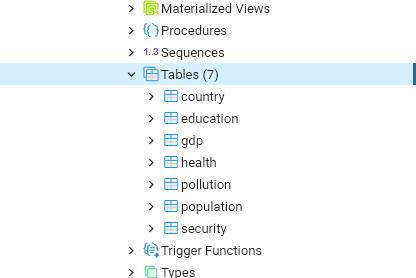 Materialized Views
Procedures
1..3 Sequences
Tables (7)
country
education
gdp
health
pollution
population
security
Trigger Functions
Types